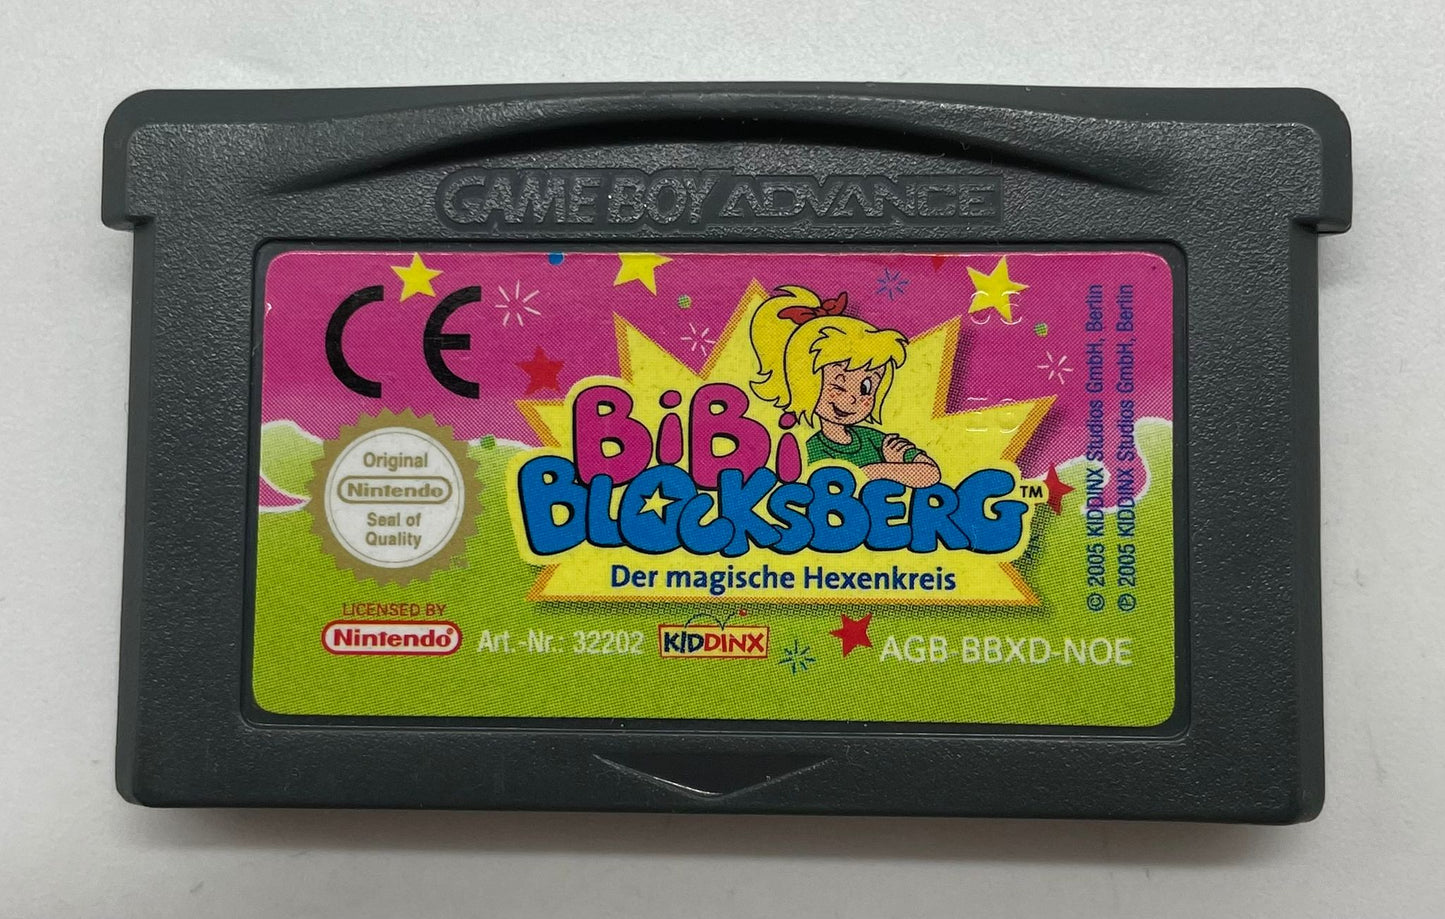 GAME BOY ADVANCE
CE
Original
Nintendo
Seal of
Quality
BiBi
BLOCKSBERG™
Der magische Hexenkreis
LICENSED BY
Nintendo®
Art.-Nr.: 32202
KIDDINX
AGB-BBXD-NOE
© 2005 KIDDINX Studios GmbH, Berlin
℗ 2005 KIDDINX Studios GmbH, Berlin